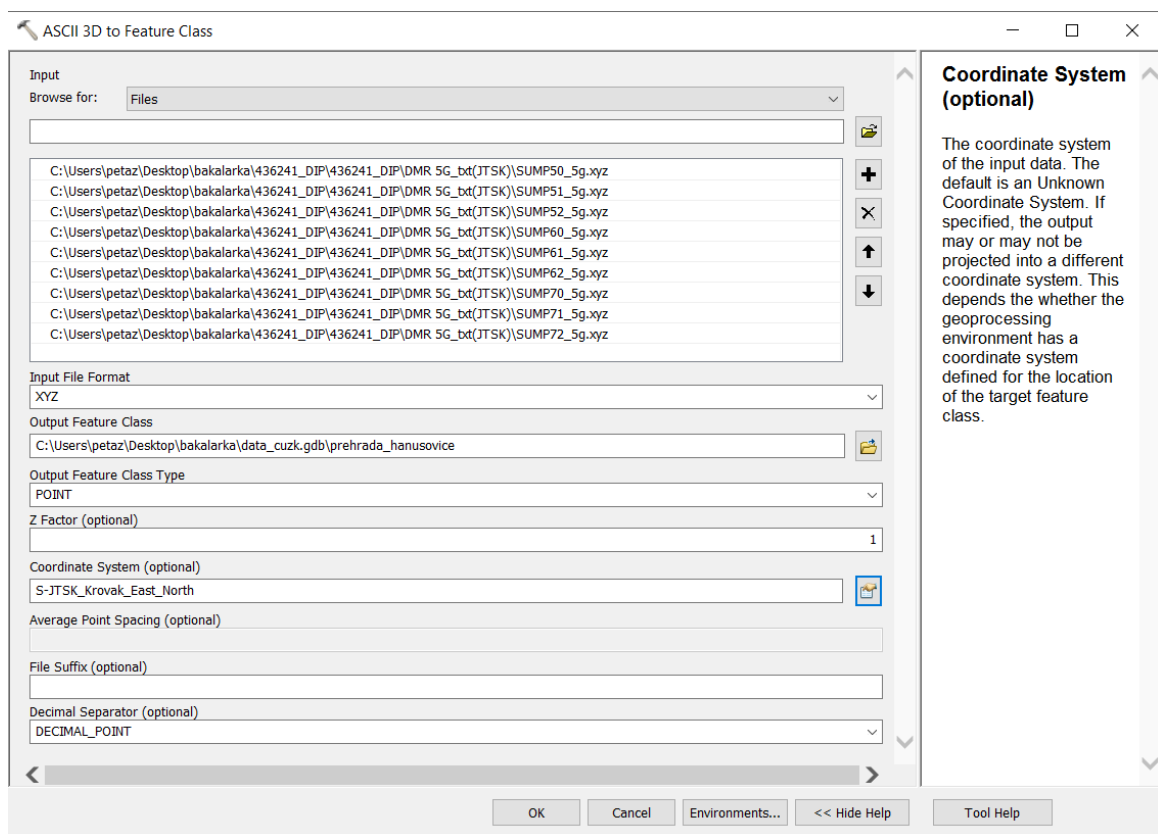 ASCII 3D to Feature Class
Input
Browse for:
Files
C:\Users\petaz\Desktop\bakalarka\436241_DIP\436241_DIP\DMR 5G_txt(JTSK)\SUMP50_5g.xyz
C:\Users\petaz\Desktop\bakalarka\436241_DIP\436241_DIP\DMR 5G_txt(JTSK)\SUMP51_5g.xyz
C:\Users\petaz\Desktop\bakalarka\436241_DIP\436241_DIP\DMR 5G_txt(JTSK)\SUMP52_5g.xyz
C:\Users\petaz\Desktop\bakalarka\436241_DIP\436241_DIP\DMR 5G_txt(JTSK)\SUMP60_5g.xyz
C:\Users\petaz\Desktop\bakalarka\436241_DIP\436241_DIP\DMR 5G_txt(JTSK)\SUMP61_5g.xyz
C:\Users\petaz\Desktop\bakalarka\436241_DIP\436241_DIP\DMR 5G_txt(JTSK)\SUMP62_5g.xyz
C:\Users\petaz\Desktop\bakalarka\436241_DIP\436241_DIP\DMR 5G_txt(JTSK)\SUMP70_5g.xyz
C:\Users\petaz\Desktop\bakalarka\436241_DIP\436241_DIP\DMR 5G_txt(JTSK)\SUMP71_5g.xyz
C:\Users\petaz\Desktop\bakalarka\436241_DIP\436241_DIP\DMR 5G_txt(JTSK)\SUMP72_5g.xyz
Input File Format
XYZ
Output Feature Class
C:\Users\petaz\Desktop\bakalarka\data_cuzk.gdb\prehrada_hanusovice
Output Feature Class Type
POINT
Z Factor (optional)
1
Coordinate System (optional)
S-JTSK_Krovak_East_North
Average Point Spacing (optional)
File Suffix (optional)
Decimal Separator (optional)
DECIMAL_POINT
Coordinate System
(optional)
The coordinate system
of the input data. The
default is an Unknown
Coordinate System. If
specified, the output
may or may not be
projected into a different
coordinate system. This
depends the whether the
geoprocessing
environment has a
coordinate system
defined for the location
of the target feature
class.
OK
Cancel
Environments...
<< Hide Help
Tool Help